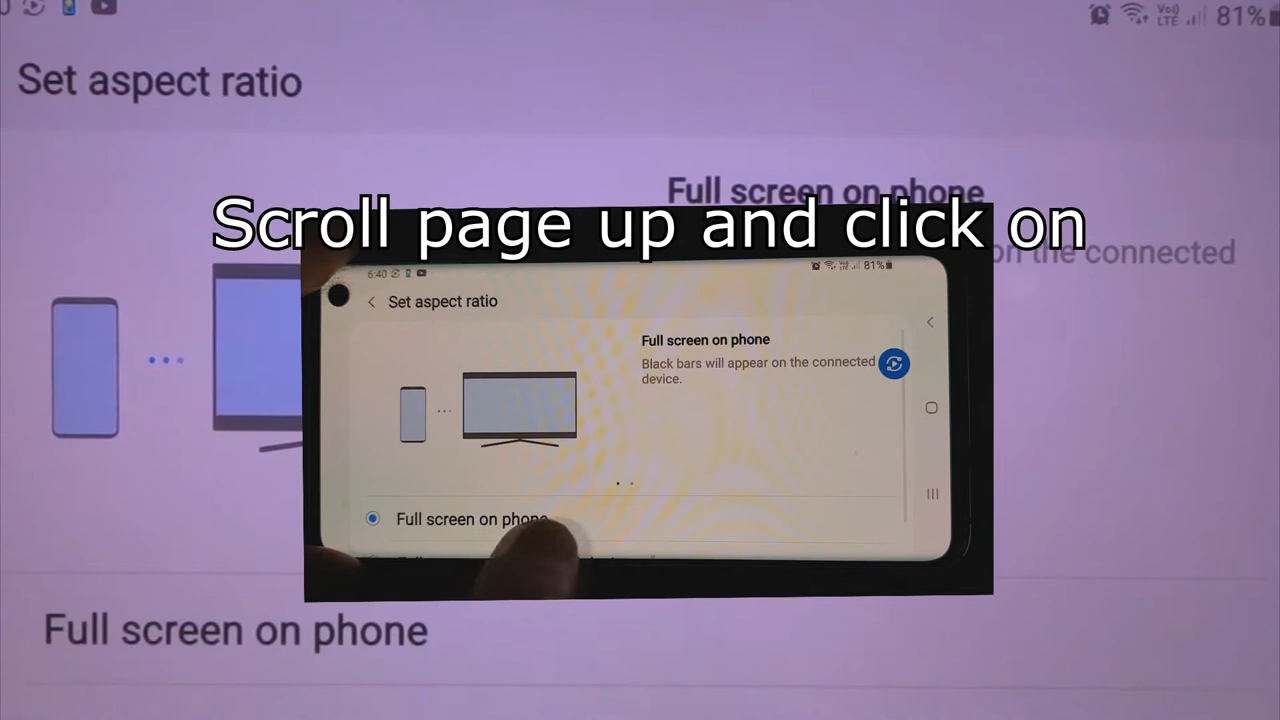 Vo))
LTE
81%
Set aspect ratio
Full screen on phone
on the connected
Scroll page up and click on
6:40
81%
Set aspect ratio
Full screen on phone
Black bars will appear on the connected
device.
Full screen on phone
Full screen on phone